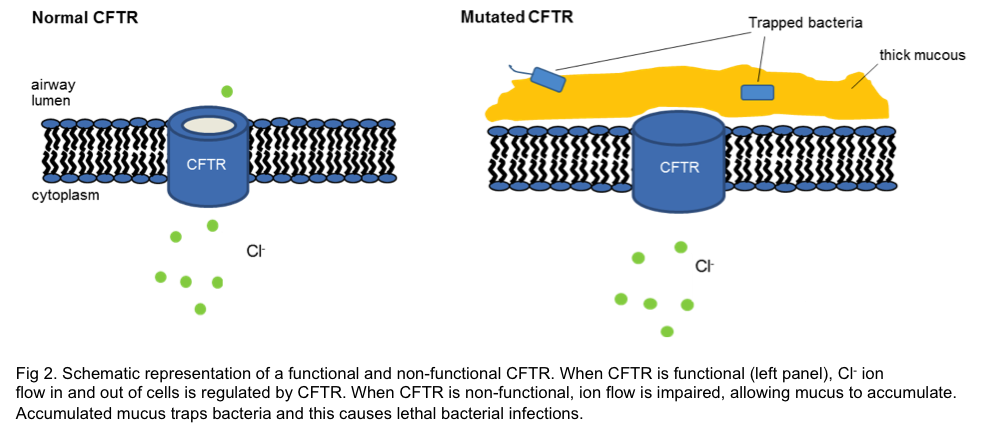 Normal CFTR
Mutated CFTR
Trapped bacteria
thick mucous
airway
lumen
CFTR
CFTR
cytoplasm
Cl-
Cl-
Fig 2. Schematic representation of a functional and non-functional CFTR. When CFTR is functional (left panel), Cl- ion
flow in and out of cells is regulated by CFTR. When CFTR is non-functional, ion flow is impaired, allowing mucus to accumulate.
Accumulated mucus traps bacteria and this causes lethal bacterial infections.